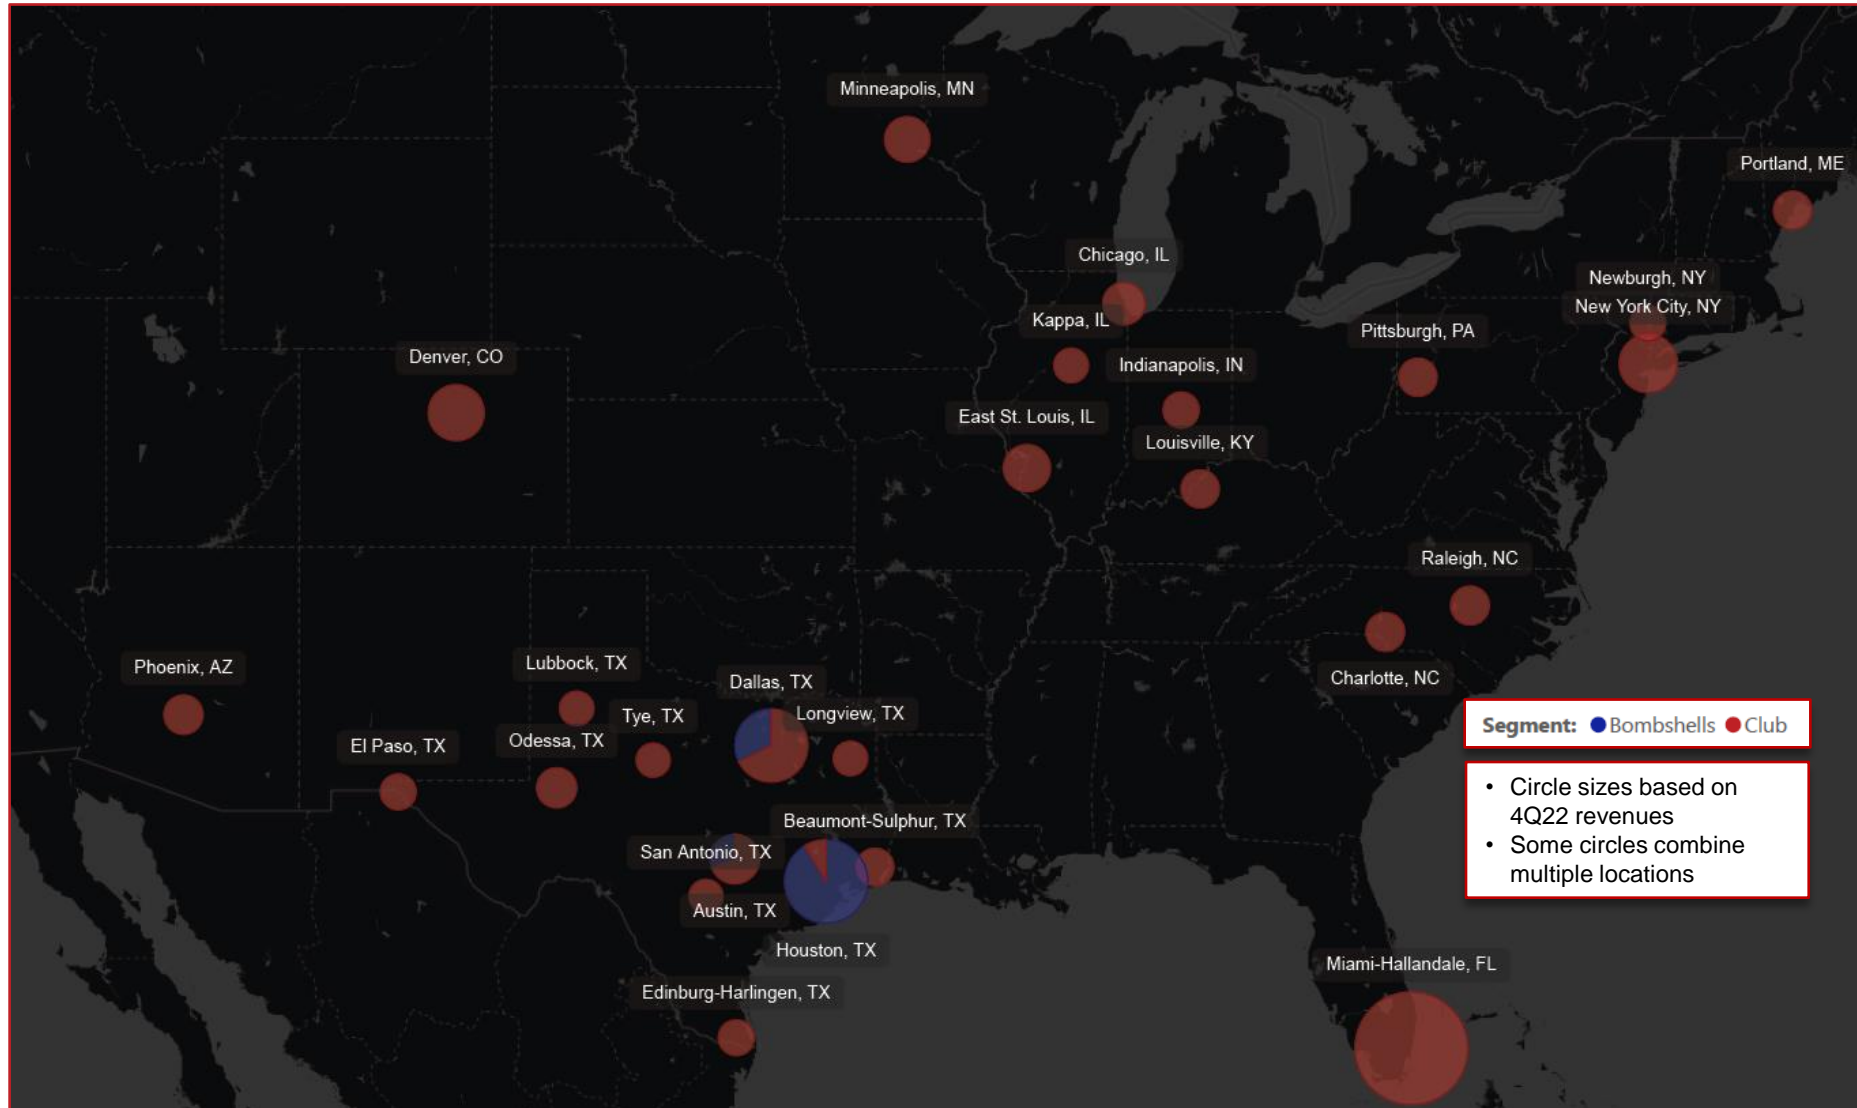 Minneapolis, MN
Portland, ME
Chicago, IL
Newburgh, NY
New York City, NY
Kappa, IL
Pittsburgh, PA
Denver, CO
Indianapolis, IN
East St. Louis, IL
Louisville, KY
Raleigh, NC
Phoenix, AZ
Lubbock, TX
Dallas, TX
Charlotte, NC
Tye, TX
Longview, TX
El Paso, TX
Odessa, TX
Segment: Bombshells Club
• Circle sizes based on
4Q22 revenues
• Some circles combine
multiple locations
Beaumont-Sulphur, TX
San Antonio, TX
Austin, TX
Houston, TX
Miami-Hallandale, FL
Edinburg-Harlingen, TX